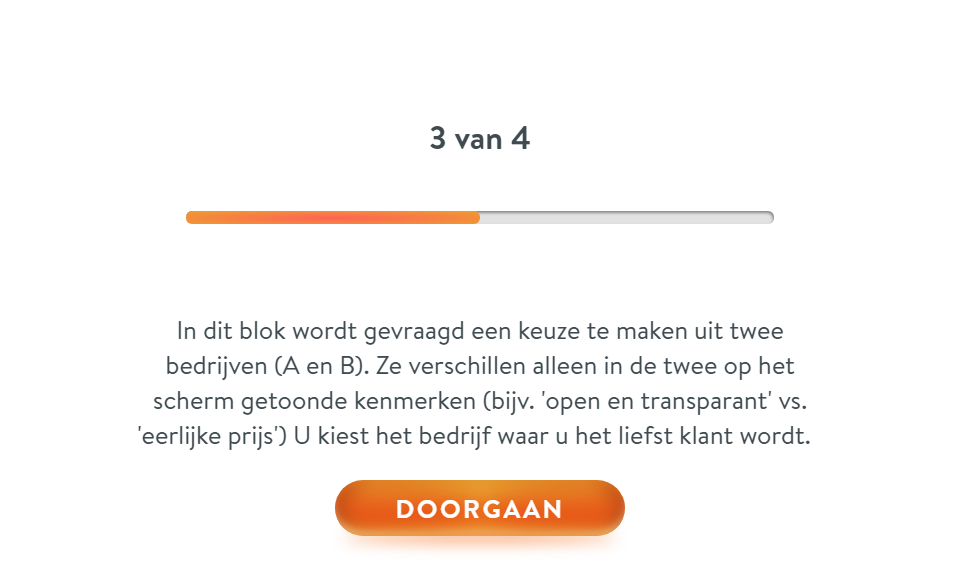 3 van 4
In dit blok wordt gevraagd een keuze te maken uit twee
bedrijven (A en B). Ze verschillen alleen in de twee op het
scherm getoonde kenmerken (bijv. 'open en transparant' vs.
'eerlijke prijs') U kiest het bedrijf waar u het liefst klant wordt.
DOORGAAN